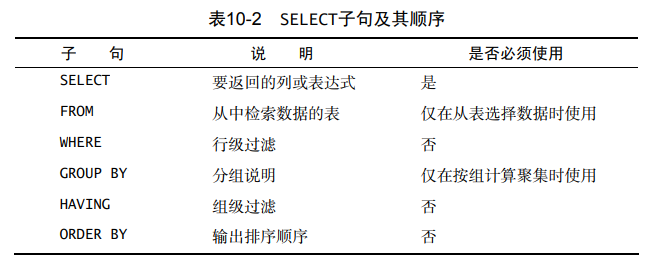 表10-2 SELECT子句及其顺序
子 句 说 明 是否必须使用
SELECT 要返回的列或表达式 是
FROM 从中检索数据的表 仅在从表选择数据时使用
WHERE 行级过滤 否
GROUP BY 分组说明 仅在按组计算聚集时使用
HAVING 组级过滤 否
ORDER BY 输出排序顺序 否